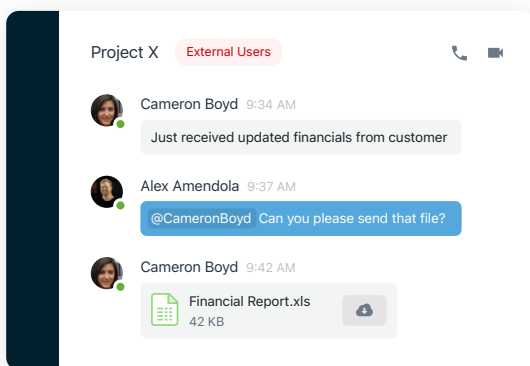 Project X External Users
Cameron Boyd 9:34 AM
Just received updated financials from customer
Alex Amendola 9:37 AM
@CameronBoyd Can you please send that file?
Cameron Boyd 9:42 AM
Financial Report.xls
42 KB